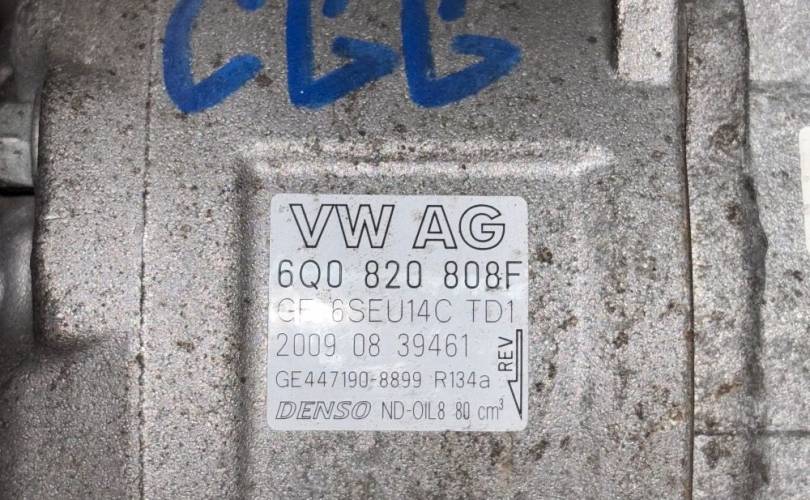 CGG
VW AG
6Q0 820 808F
GE 6SEU14C TD1
2009 08 39461
GE447190-8899 R134a
REV
DENSO ND-OIL8 80 cm³